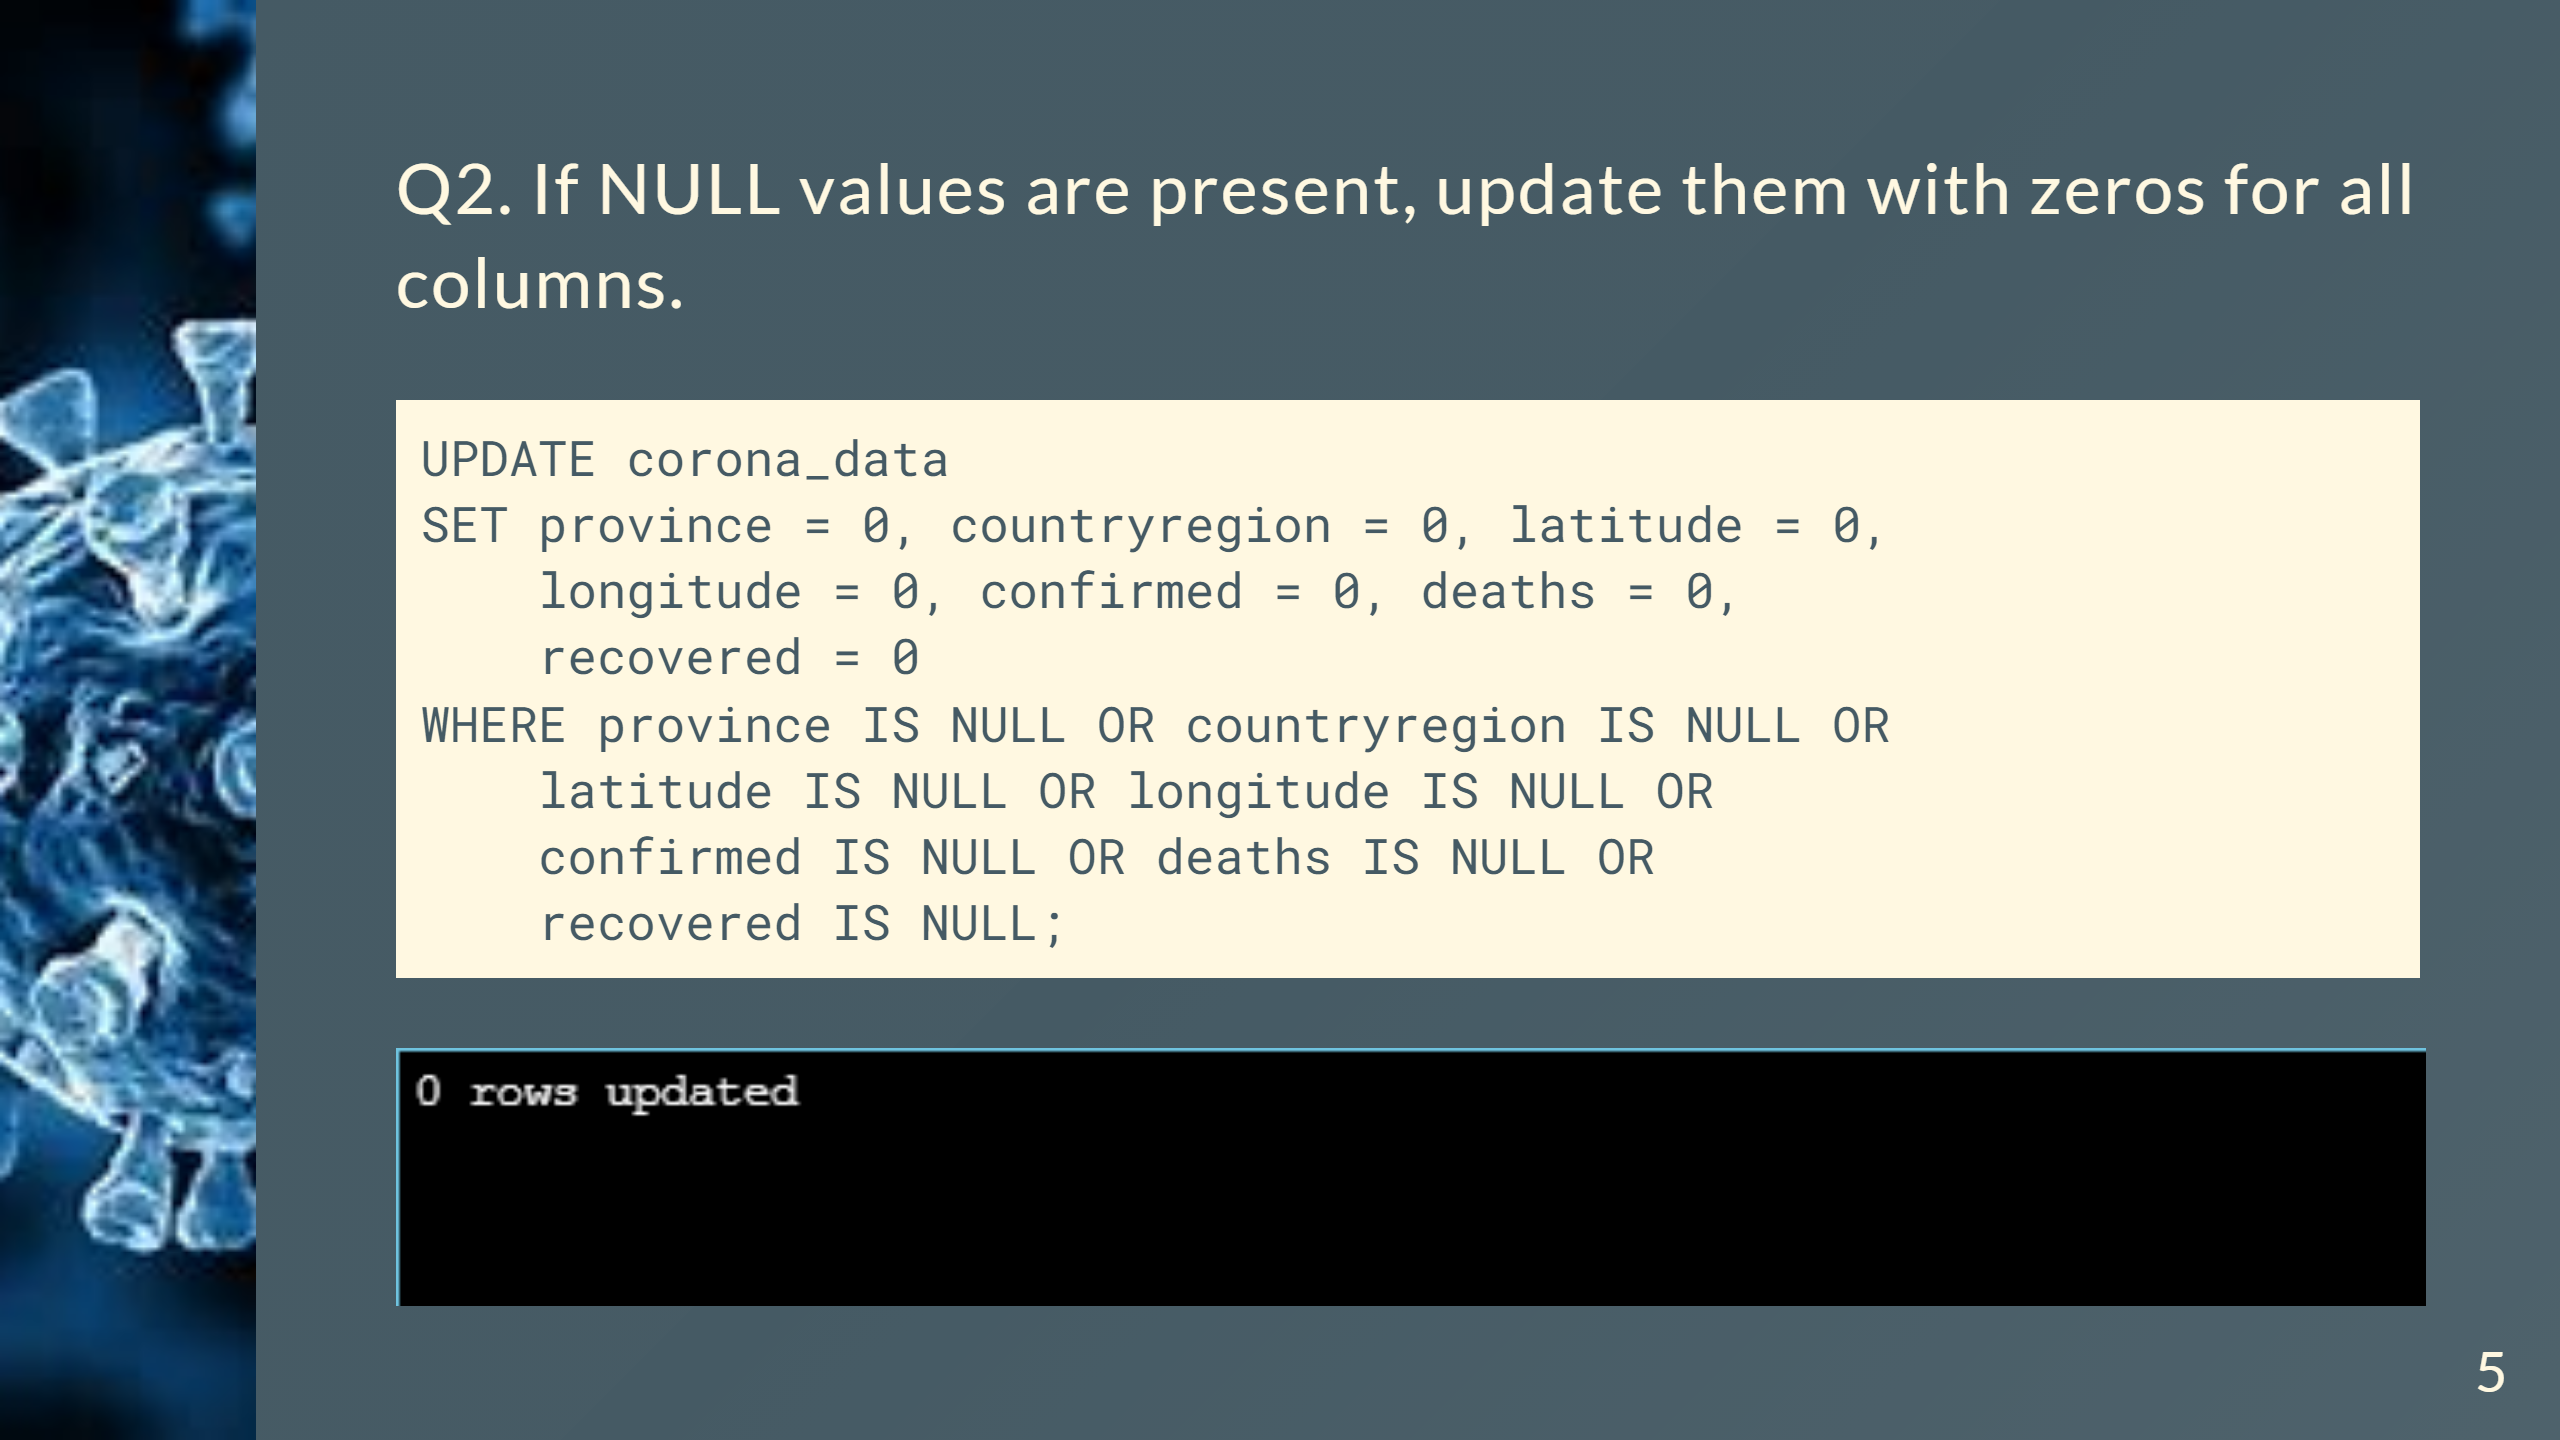 Q2. If NULL values are present, update them with zeros for all
columns.
UPDATE corona_data
SET province = 0, countryregion = 0, latitude = 0,
    longitude = 0, confirmed = 0, deaths = 0,
    recovered = 0
WHERE province IS NULL OR countryregion IS NULL OR
    latitude IS NULL OR longitude IS NULL OR
    confirmed IS NULL OR deaths IS NULL OR
    recovered IS NULL;
0 rows updated
5